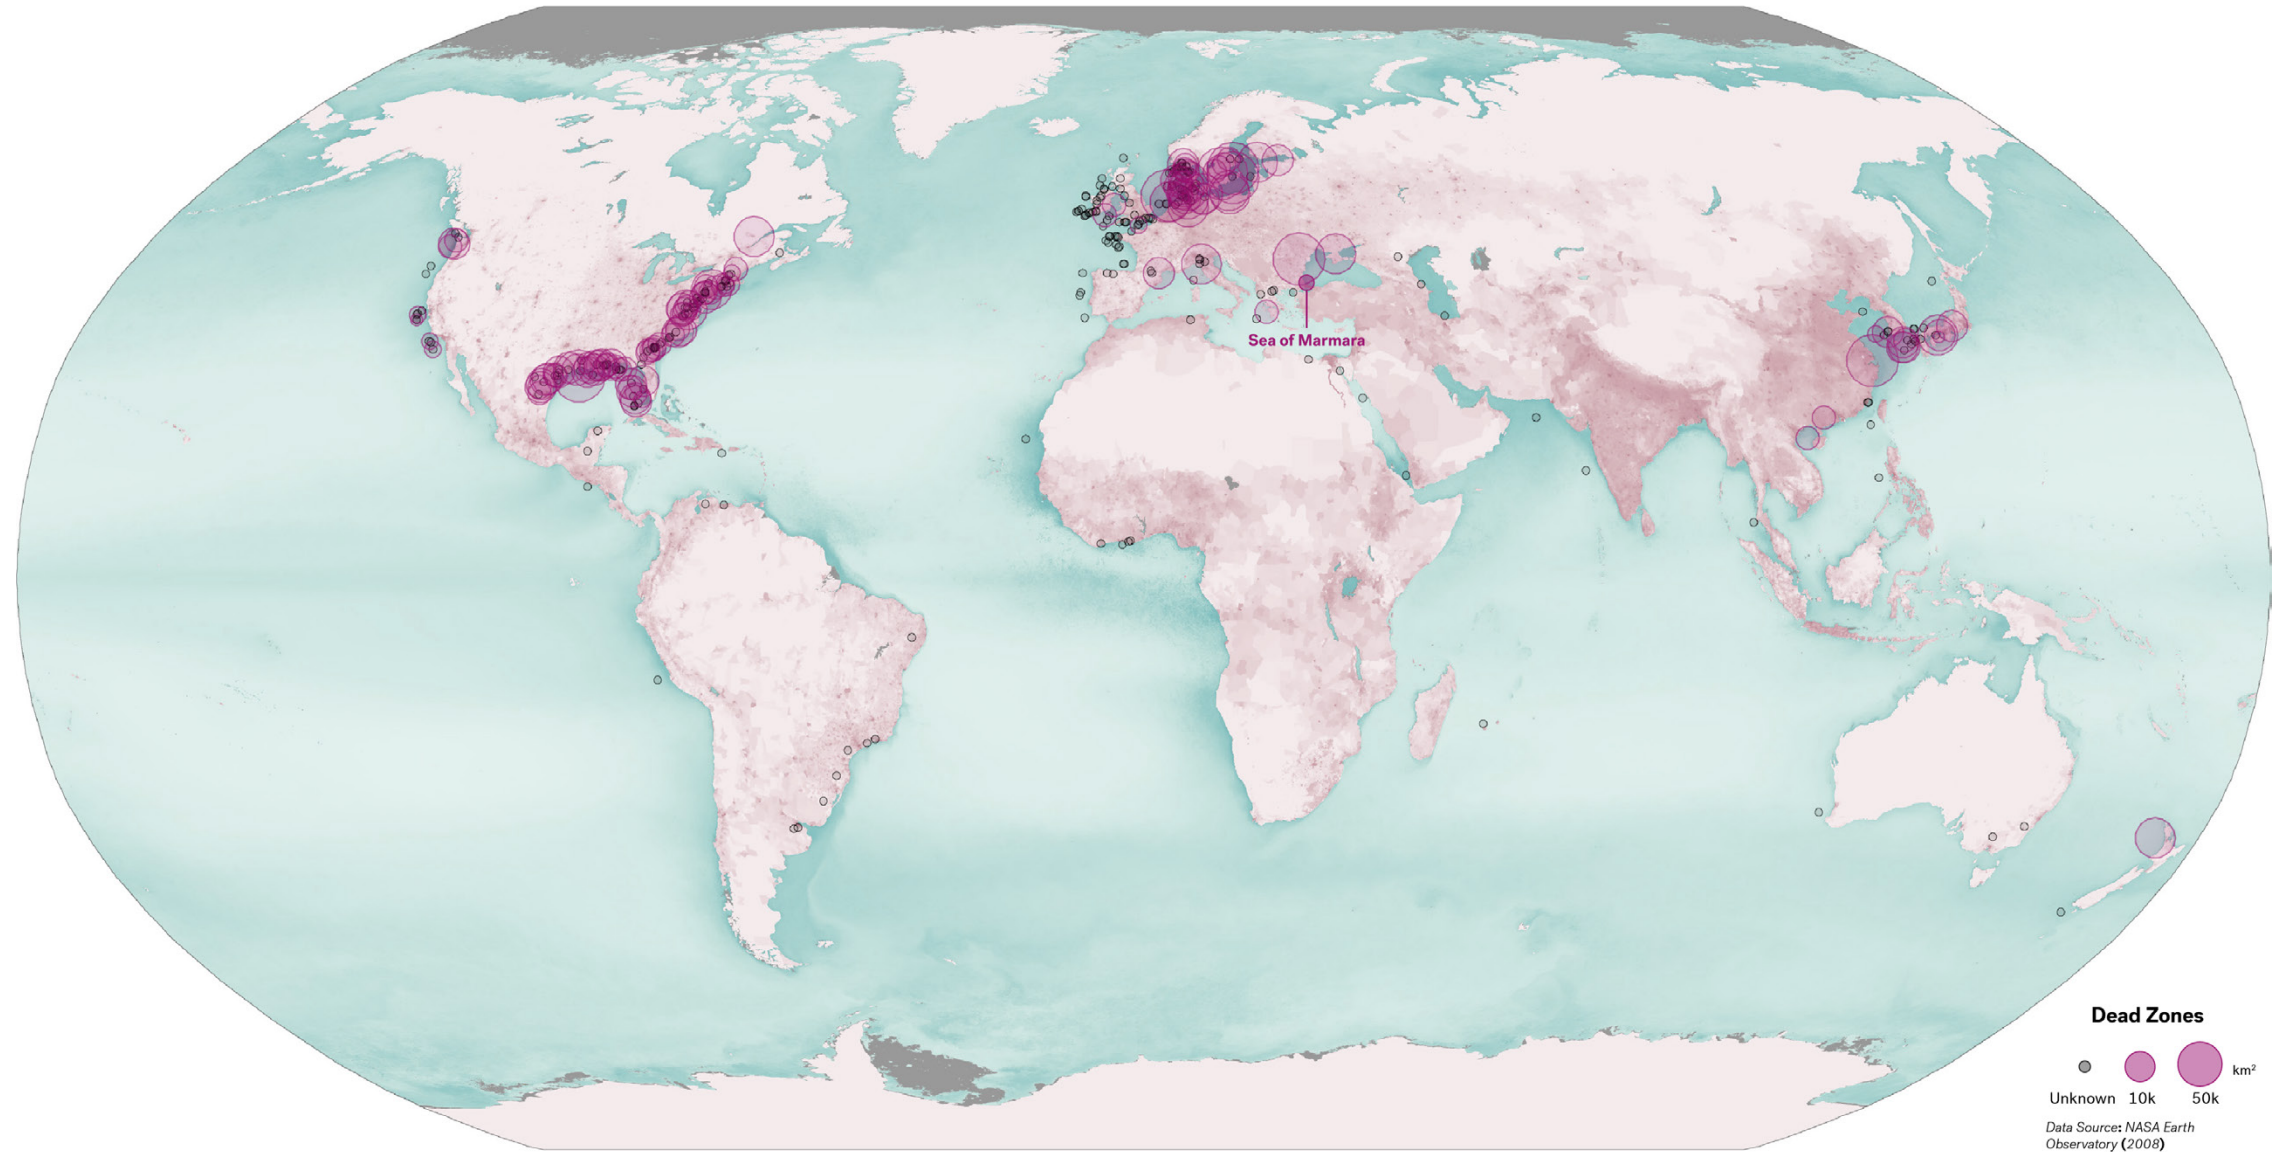 Sea of Marmara
Dead Zones
km²
Unknown 10k 50k
Data Source: NASA Earth
Observatory (2008)